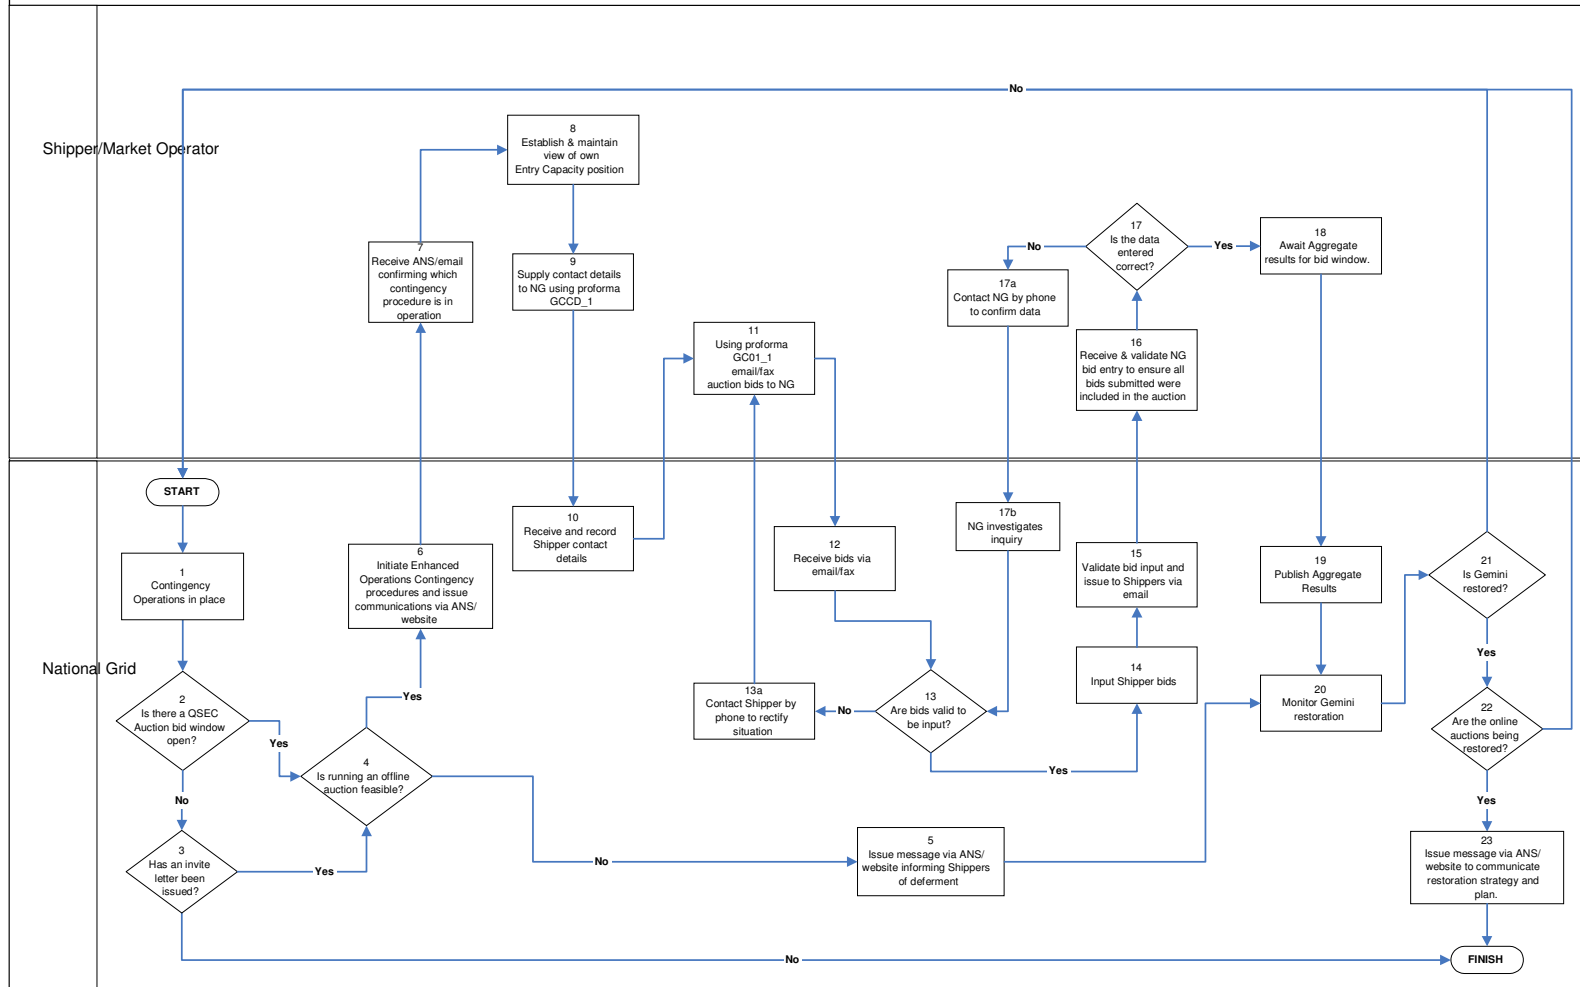 Shipper/Market Operator
No
8
Establish & maintain
view of own
Entry Capacity position
7
Receive ANS/email
confirming which
contingency
procedure is in
operation
9
Supply contact details
to NG using proforma
GCCD_1
11
Using proforma
GC01_1
email/fax
auction bids to NG
17
Is the data
entered
correct?
No
Yes
17a
Contact NG by phone
to confirm data
16
Receive & validate NG
bid entry to ensure all
bids submitted were
included in the auction
18
Await Aggregate
results for bid window.
National Grid
START
1
Contingency
Operations in place
2
Is there a QSEC
Auction bid window
open?
Yes
No
3
Has an invite
letter been
issued?
Yes
No
4
Is running an offline
auction feasible?
Yes
No
6
Initiate Enhanced
Operations Contingency
procedures and issue
communications via ANS/
website
10
Receive and record
Shipper contact
details
12
Receive bids via
email/fax
13a
Contact Shipper by
phone to rectify
situation
No
13
Are bids valid to
be input?
Yes
17b
NG investigates
inquiry
15
Validate bid input and
issue to Shippers via
email
14
Input Shipper bids
5
Issue message via ANS/
website informing Shippers
of deferment
19
Publish Aggregate
Results
20
Monitor Gemini
restoration
21
Is Gemini
restored?
Yes
22
Are the online
auctions being
restored?
Yes
23
Issue message via ANS/
website to communicate
restoration strategy and
plan.
FINISH